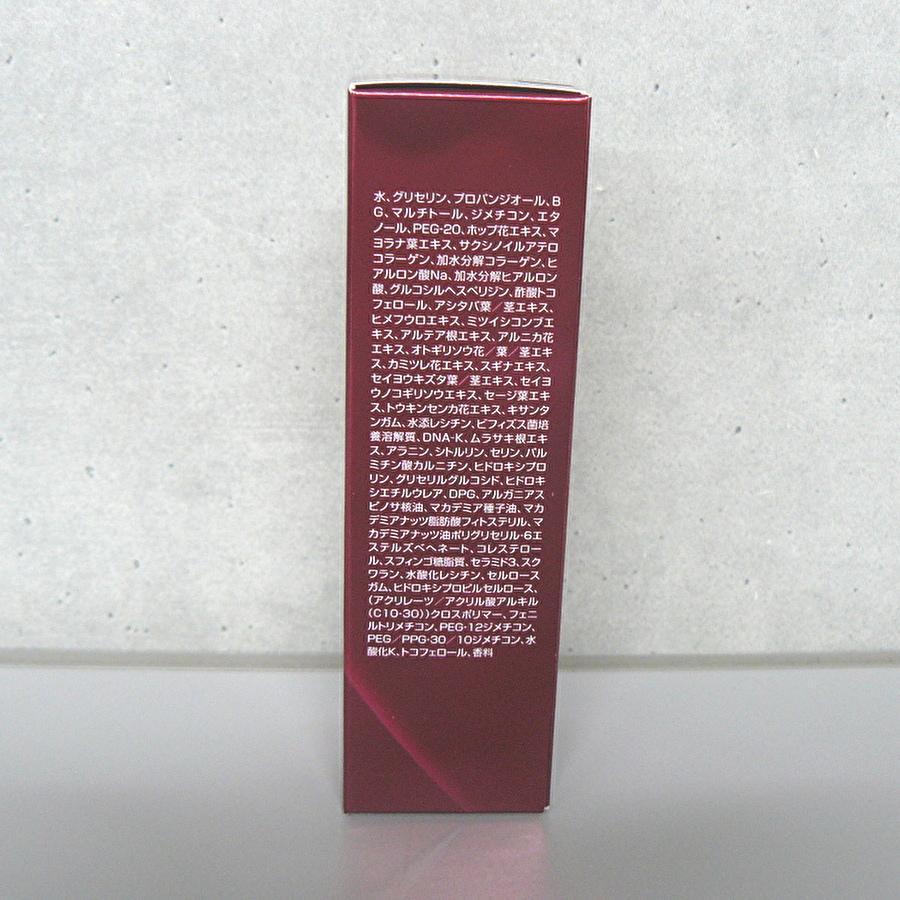 水、グリセリン、プロパンジオール、B
G、マルチトール、ジメチコン、エタ
ノール、PEG-20、ホップ花エキス、マ
ヨラナ葉エキス、サクシノイルアテロ
コラーゲン、加水分解コラーゲン、ヒ
アルロン酸Na、加水分解ヒアルロン
酸、グルコシルヘスペリジン、酢酸トコ
フェロール、アシタバ葉／茎エキス、
ヒメフウロエキス、ミツイシコンブエ
キス、アルテア根エキス、アルニカ花
エキス、オトギリソウ花／葉／茎エキ
ス、カミツレ花エキス、スギナエキス、
セイヨウキズタ葉／茎エキス、セイヨ
ウノコギリソウエキス、セージ葉エキ
ス、トウキンセンカ花エキス、キサンタ
ンガム、水添レシチン、ビフィズス菌培
養溶解質、DNA-K、ムラサキ根エキ
ス、アラニン、シトルリン、セリン、パル
ミチン酸カルニチン、ヒドロキシプロ
リン、グリセリルグルコシド、ヒドロキ
シエチルウレア、DPG、アルガニアス
ピノサ核油、マカデミア種子油、マカ
デミアナッツ脂肪酸フィトステリル、マ
カデミアナッツ油ポリグリセリル-6エ
ステルズベヘネート、コレステロー
ル、スフィンゴ糖脂質、セラミド3、スク
ワラン、水酸化レシチン、セルロース
ガム、ヒドロキシプロピルセルロース、
（アクリレーツ／アクリル酸アルキル
（C10-30））クロスポリマー、フェニ
ルトリメチコン、PEG-12ジメチコン、
PEG／PPG-30／10ジメチコン、水
酸化K、トコフェロール、香料